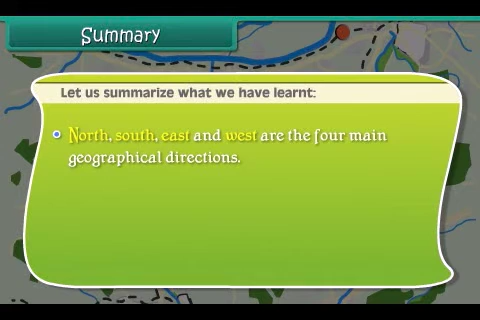 Summary
Let us summarize what we have learnt:
North, south, east and west are the four main
geographical directions.